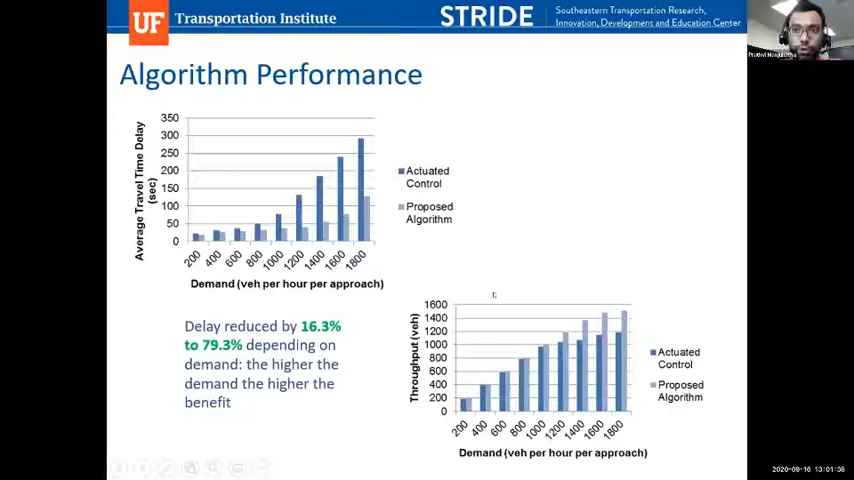 UF Transportation Institute
STRIDE
Southeastern Transportation Research,
Innovation, Development and Education Center
Algorithm Performance
Average Travel Time Delay
(sec)
350
300
250
200
150
100
50
0
200
400
600
800
1000
1200
1400
1600
1800
Demand (veh per hour per approach)
Actuated
Control
Proposed
Algorithm
Delay reduced by 16.3%
to 79.3% depending on
demand: the higher the
demand the higher the
benefit
Throughput (veh)
1600
1400
1200
1000
800
600
400
200
0
200
400
600
800
1000
1200
1400
1600
1800
Demand (veh per hour per approach)
Actuated
Control
Proposed
Algorithm
2020-09-16 13:01:38